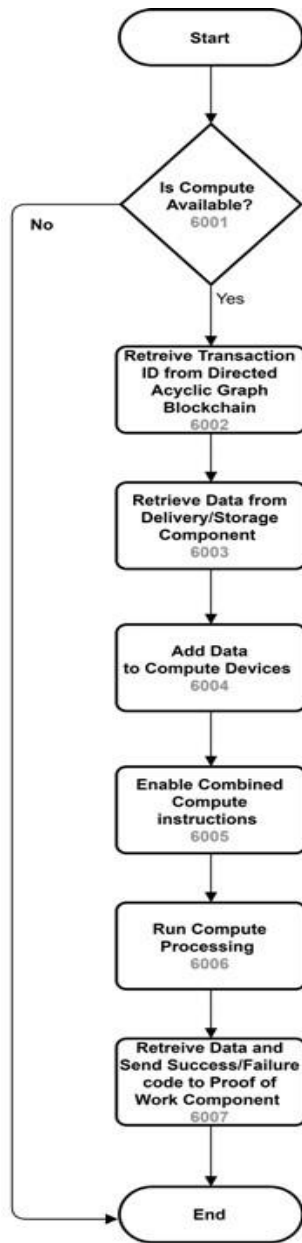 Start
Is Compute
Available?
6001
No
Yes
Retreive Transaction
ID from Directed
Acyclic Graph
Blockchain
6002
Retrieve Data from
Delivery/Storage
Component
6003
Add Data
to Compute Devices
6004
Enable Combined
Compute
instructions
6005
Run Compute
Processing
6006
Retreive Data and
Send Success/Failure
code to Proof of
Work Component
6007
End